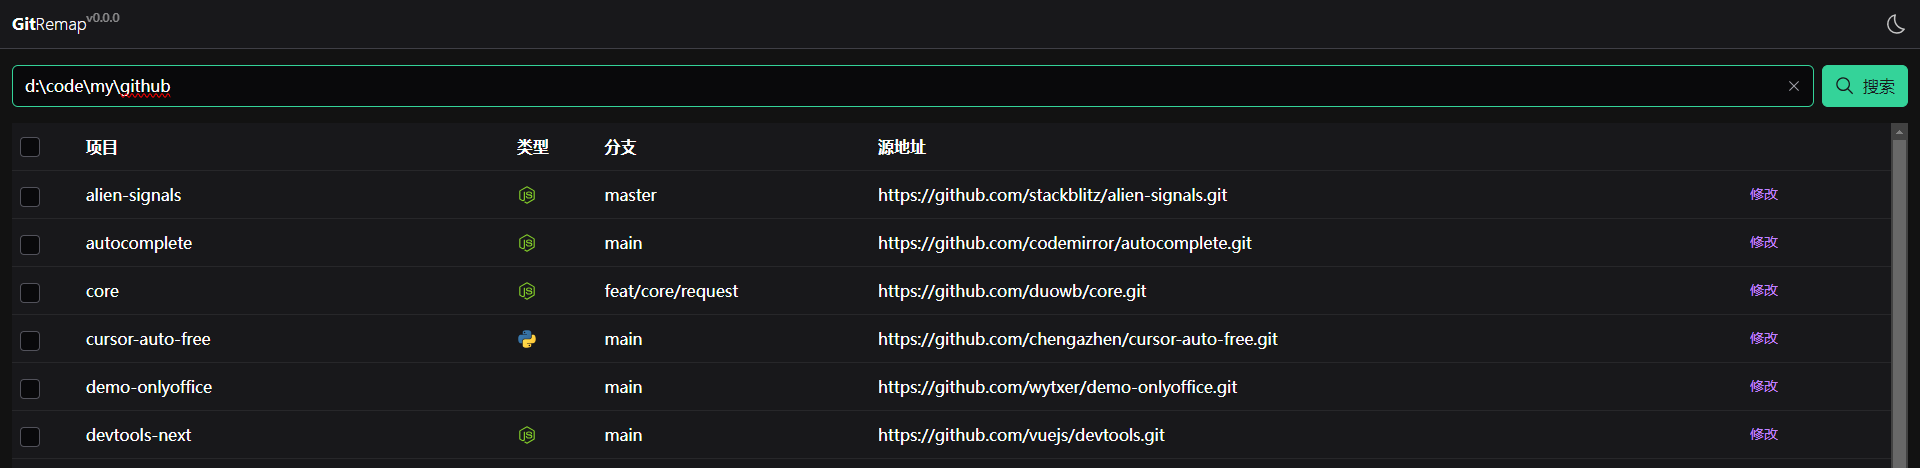 GitRemap v0.0.0
d:\code\my\github
搜索
项目 类型 分支 源地址
alien-signals master https://github.com/stackblitz/alien-signals.git 修改
autocomplete main https://github.com/codemirror/autocomplete.git 修改
core feat/core/request https://github.com/duowb/core.git 修改
cursor-auto-free main https://github.com/chengazhen/cursor-auto-free.git 修改
demo-onlyoffice main https://github.com/wytxer/demo-onlyoffice.git 修改
devtools-next main https://github.com/vuejs/devtools.git 修改